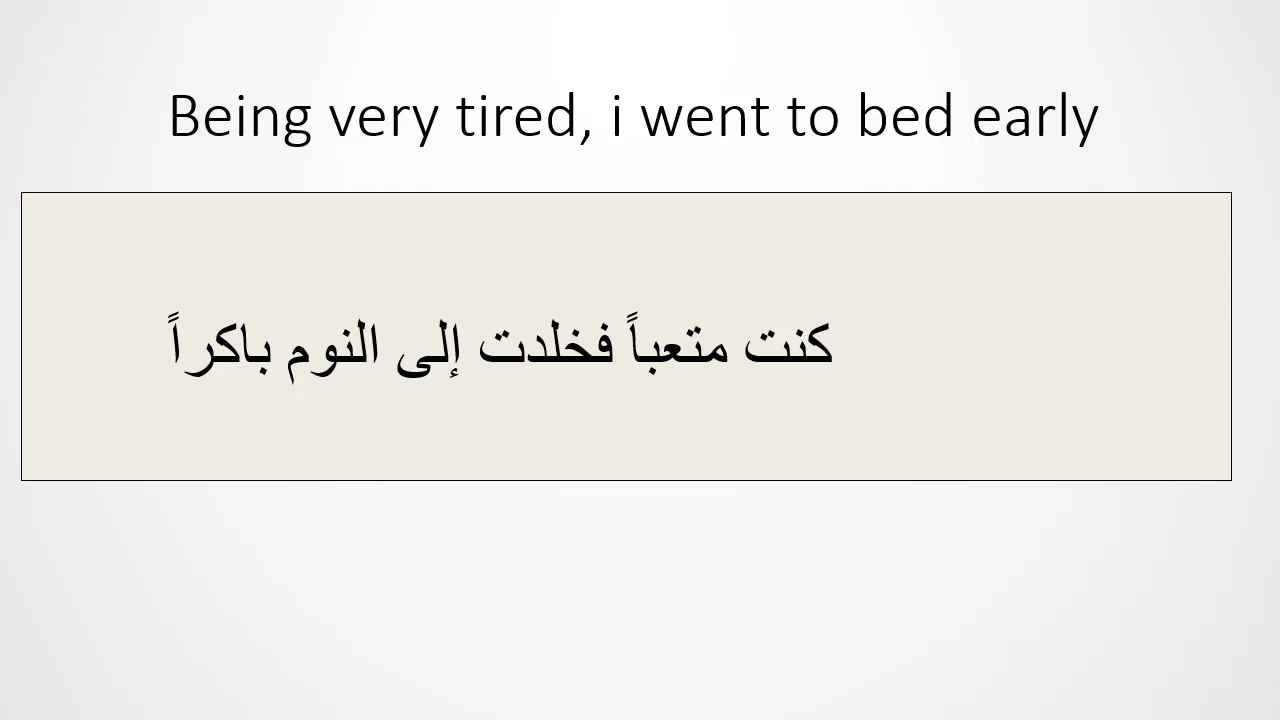 Being very tired, i went to bed early
كنت متعباً فخلدت إلى النوم باكراً